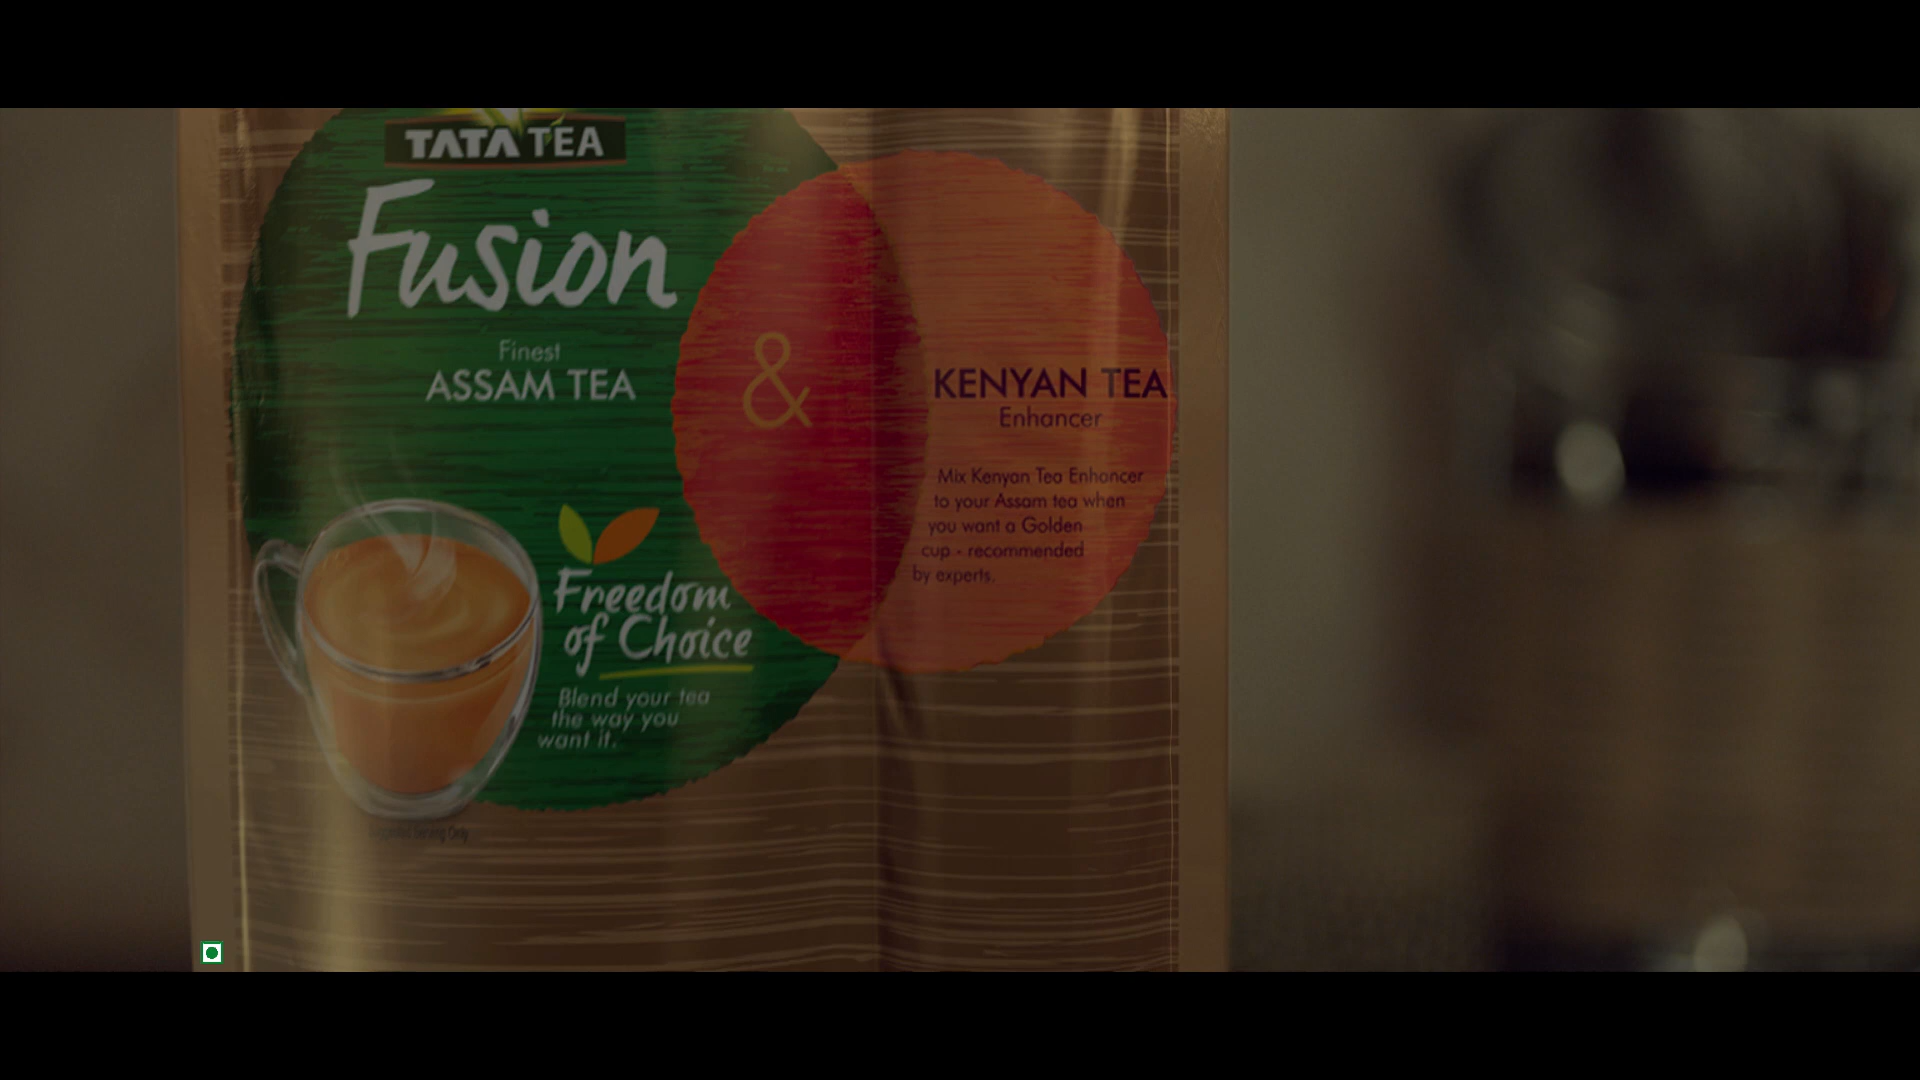 TATA TEA
Fusion
Finest
ASSAM TEA
&
KENYAN TEA
Enhancer
Mix Kenyan Tea Enhancer
to your Assam tea when
you want a Golden
cup - recommended
by experts.
Freedom
of Choice
Blend your tea
the way you
want it.